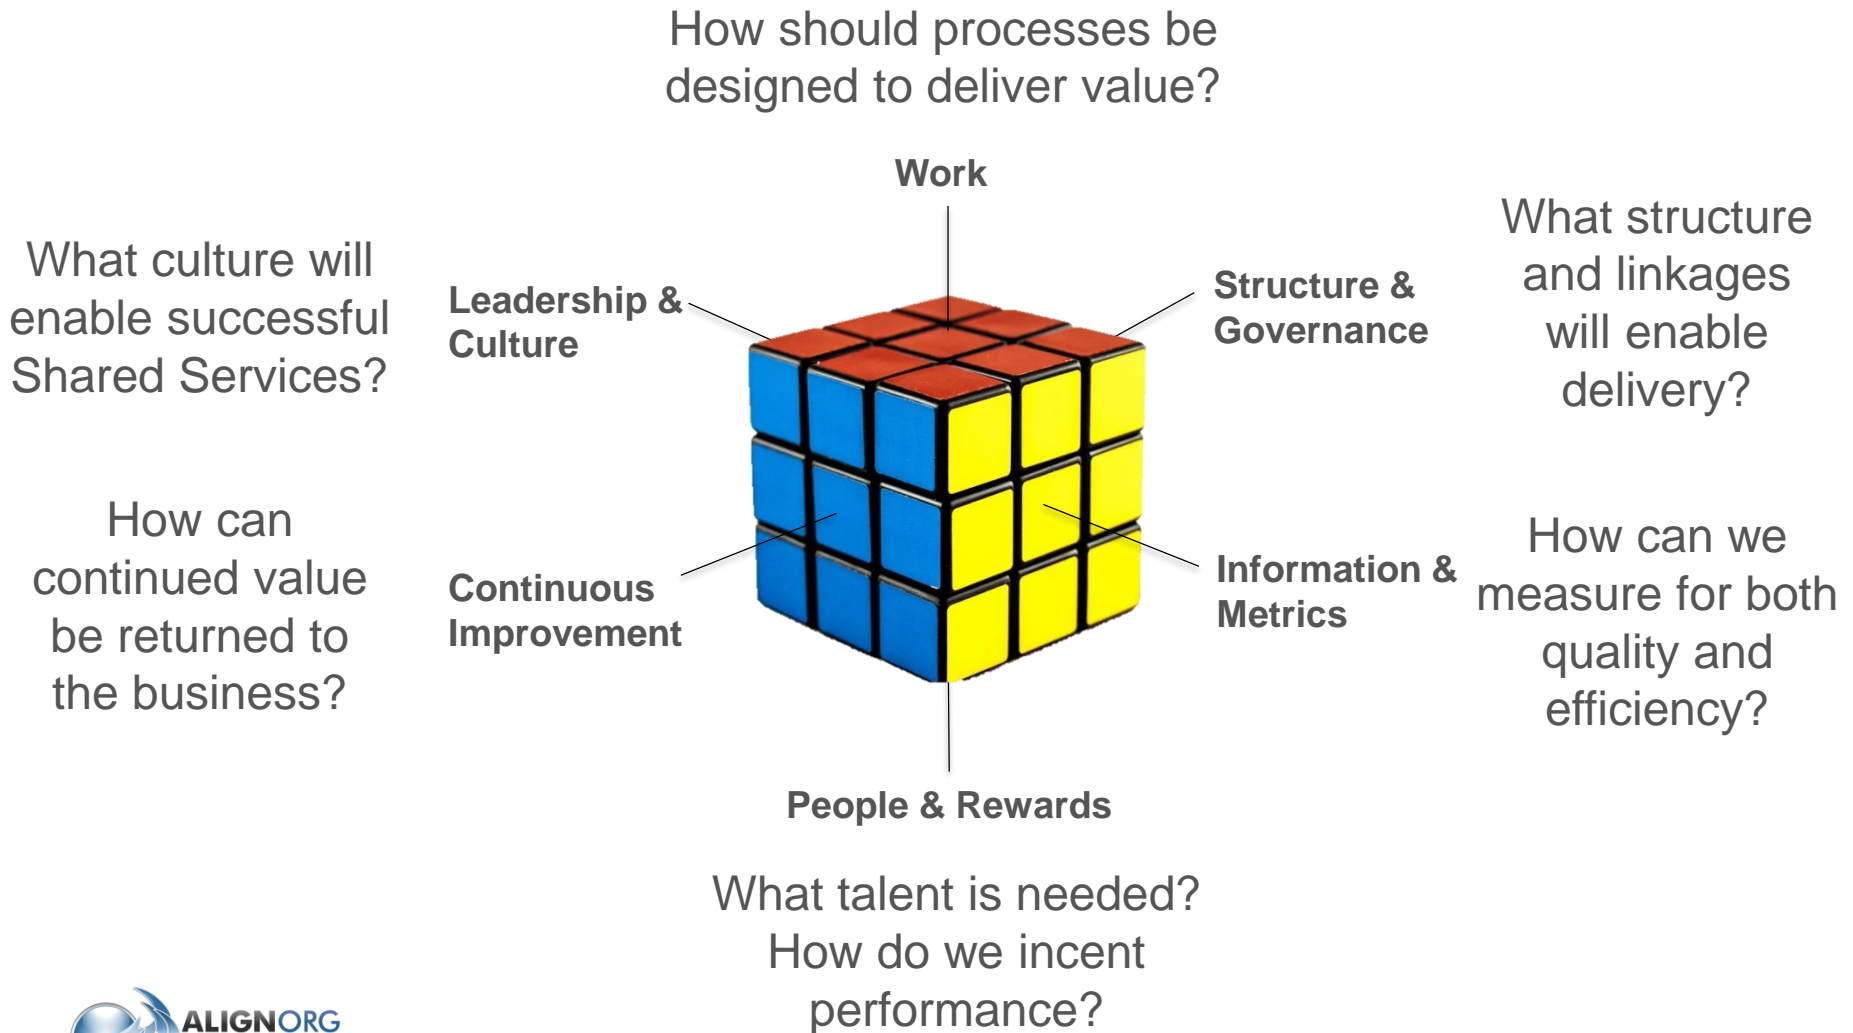 How should processes be
designed to deliver value?
Work
What culture will
enable successful
Shared Services?
Leadership &
Culture
Structure &
Governance
What structure
and linkages
will enable
delivery?
How can
continued value
be returned to
the business?
Continuous
Improvement
Information &
Metrics
How can we
measure for both
quality and
efficiency?
People & Rewards
What talent is needed?
How do we incent
performance?
ALIGNORG